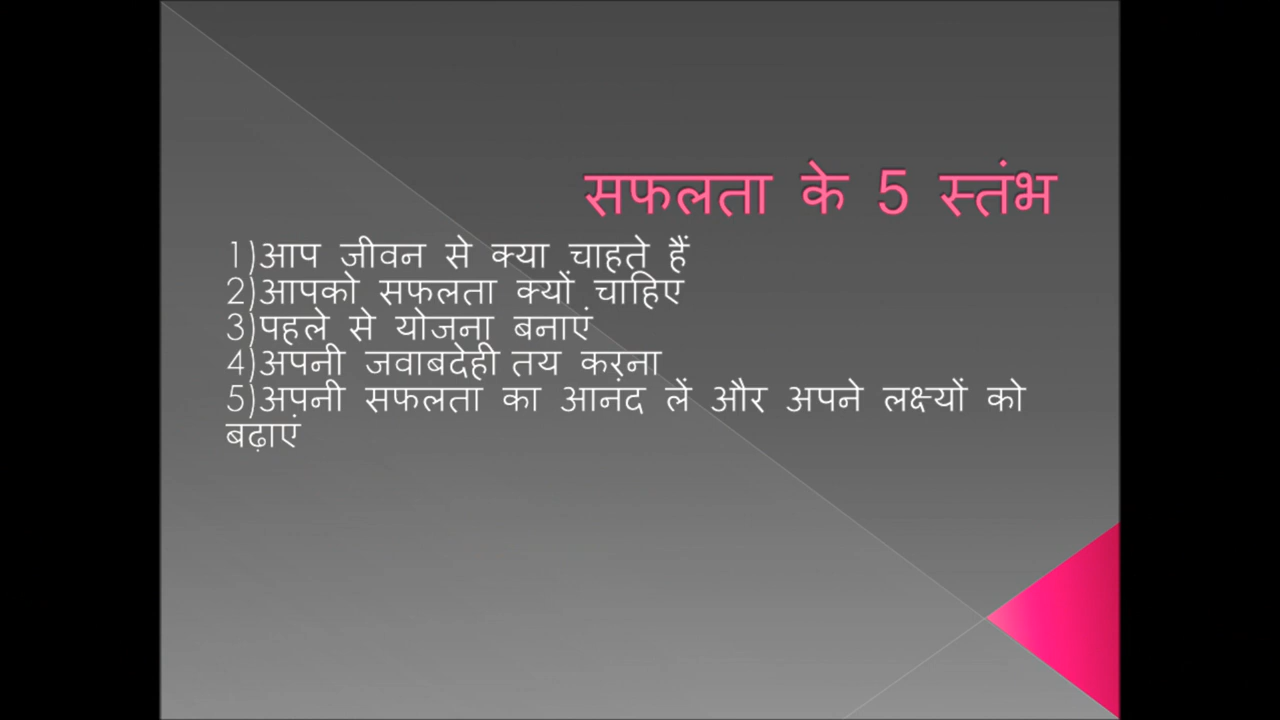 सफलता के 5 स्तंभ
1)आप जीवन से क्या चाहते हैं
2)आपको सफलता क्यों चाहिए
3)पहले से योजना बनाएं
4)अपनी जवाबदेही तय करना
5)अपनी सफलता का आनंद लें और अपने लक्ष्यों को
बढ़ाएं